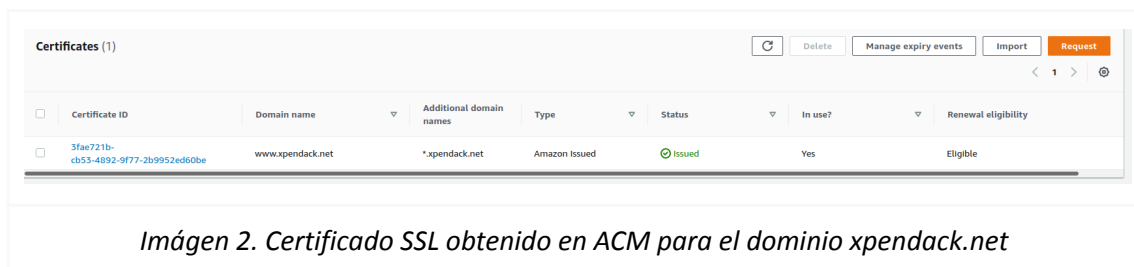 Certificates (1)
Delete
Manage expiry events
Import
Request
1
Certificate ID
Domain name
Additional domain
names
Type
Status
In use?
Renewal eligibility
3fae721b-
cb53-4892-9f77-2b9952ed60be
www.xpendack.net
*.xpendack.net
Amazon Issued
Issued
Yes
Eligible
Imágen 2. Certificado SSL obtenido en ACM para el dominio xpendack.net